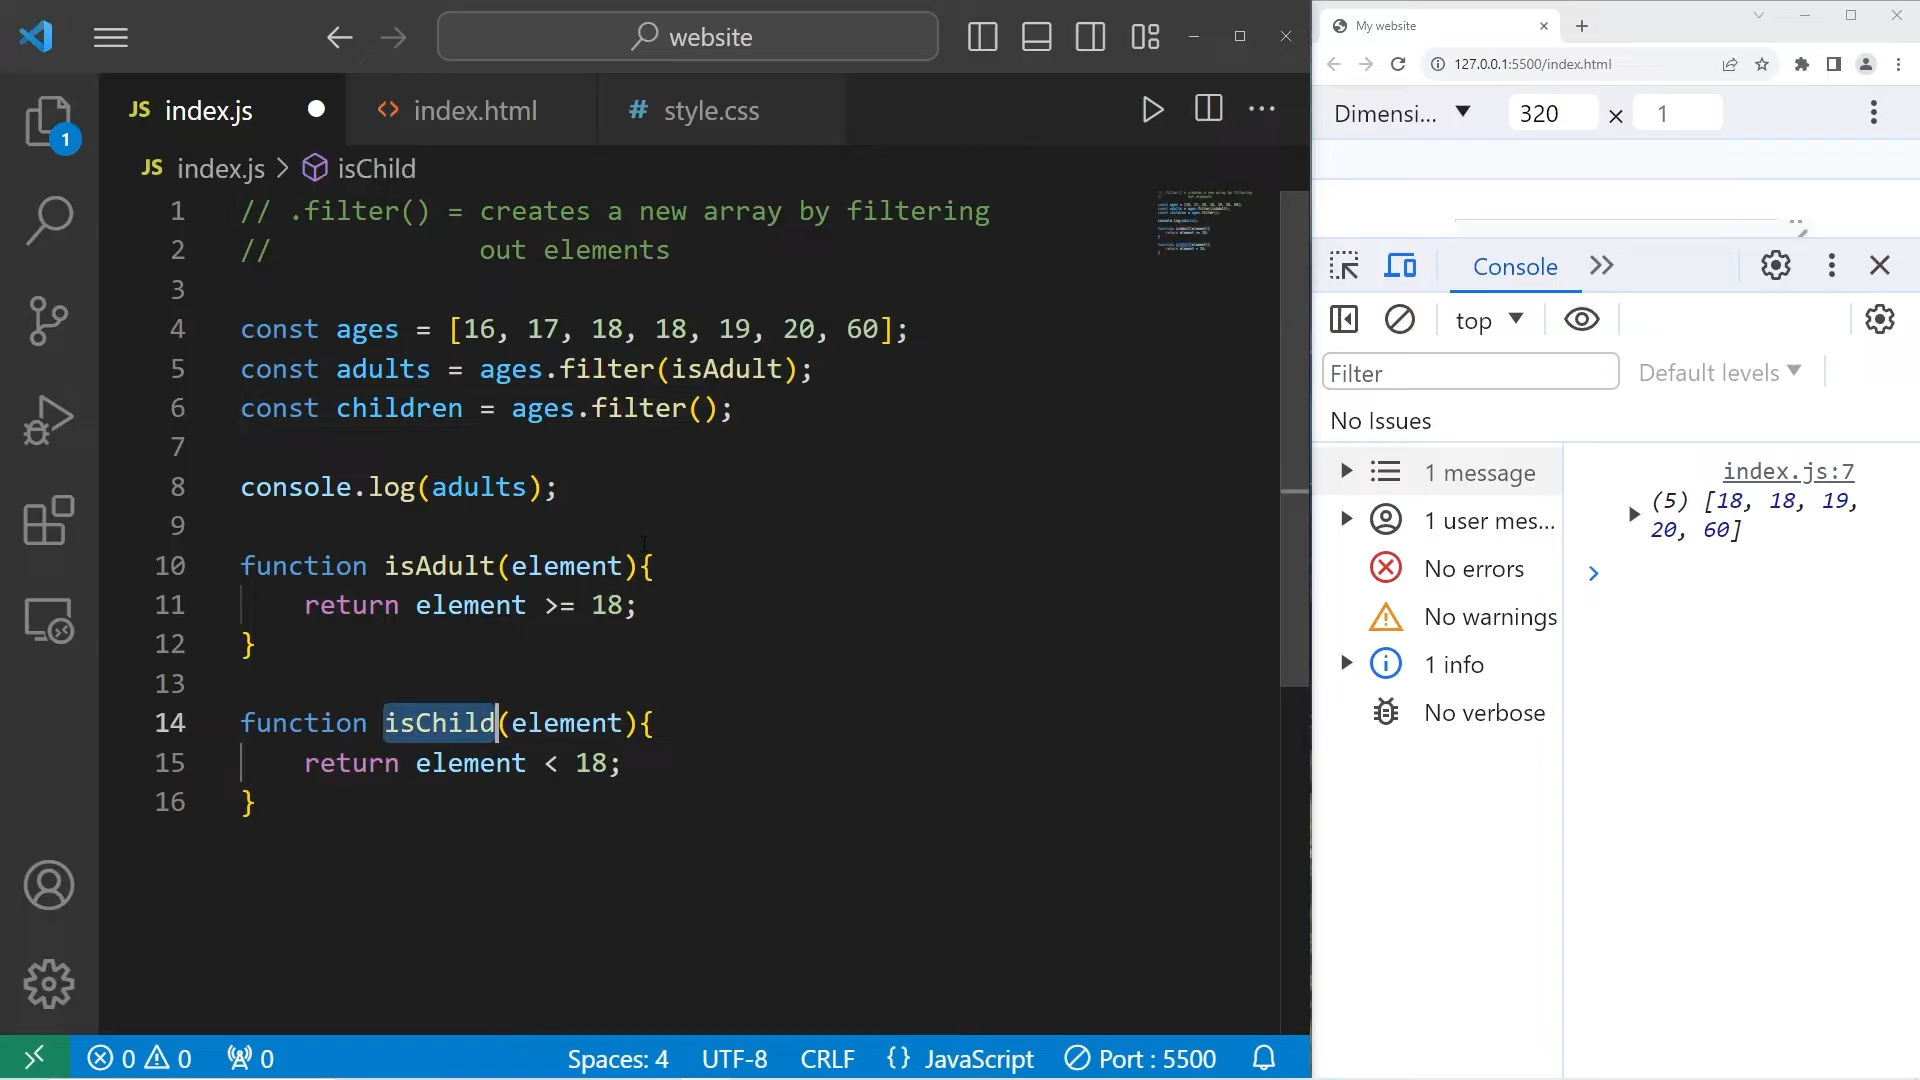 website
JS index.js
index.html
# style.css
JS index.js > isChild
1 // .filter() = creates a new array by filtering
2 // out elements
3
4 const ages = [16, 17, 18, 18, 19, 20, 60];
5 const adults = ages.filter(isAdult);
6 const children = ages.filter();
7
8 console.log(adults);
9
10 function isAdult(element){
11 return element >= 18;
12 }
13
14 function isChild(element){
15 return element < 18;
16 }
1
0 0 0
Spaces: 4 UTF-8 CRLF {} JavaScript Port : 5500
My website
127.0.0.1:5500/index.html
Dimensi... 320 × 1
Console
top
Filter
Default levels
No Issues
1 message
1 user mes...
No errors
No warnings
1 info
No verbose
index.js:7
(5) [18, 18, 19,
20, 60]